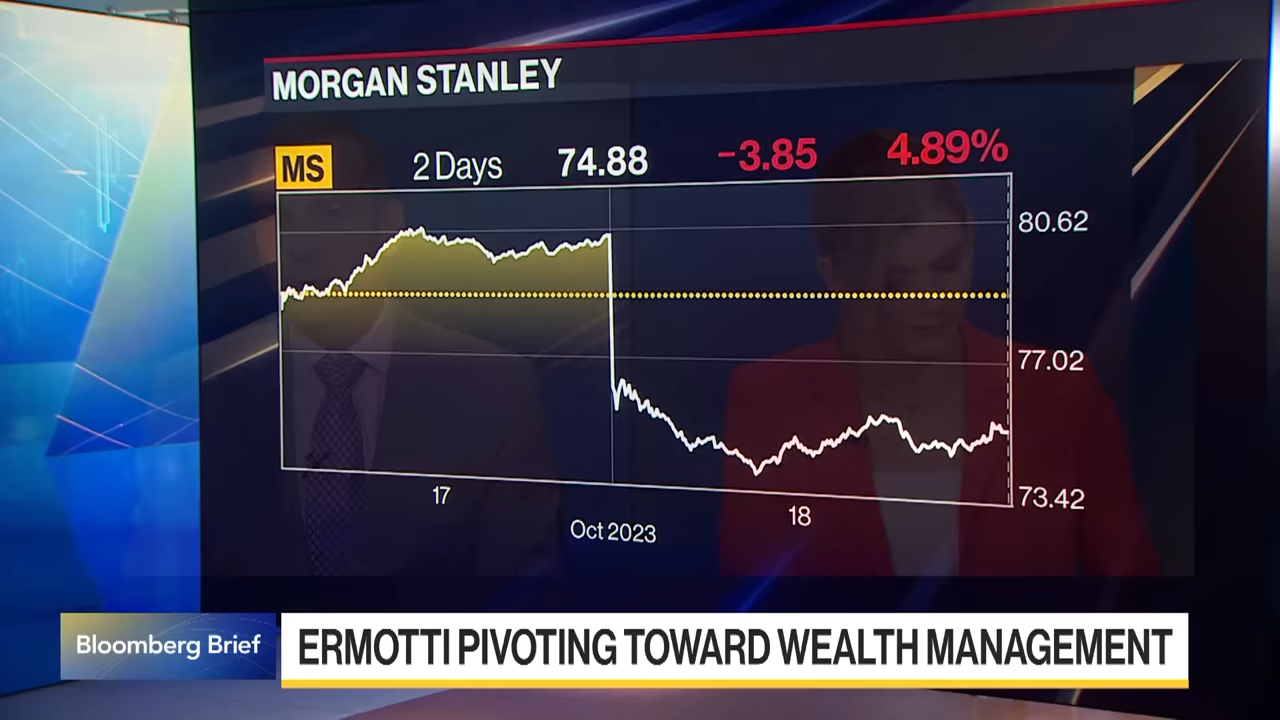 MORGAN STANLEY
MS 2 Days 74.88 -3.85 4.89%
80.62
77.02
73.42
17 18
Oct 2023
Bloomberg Brief
ERMOTTI PIVOTING TOWARD WEALTH MANAGEMENT